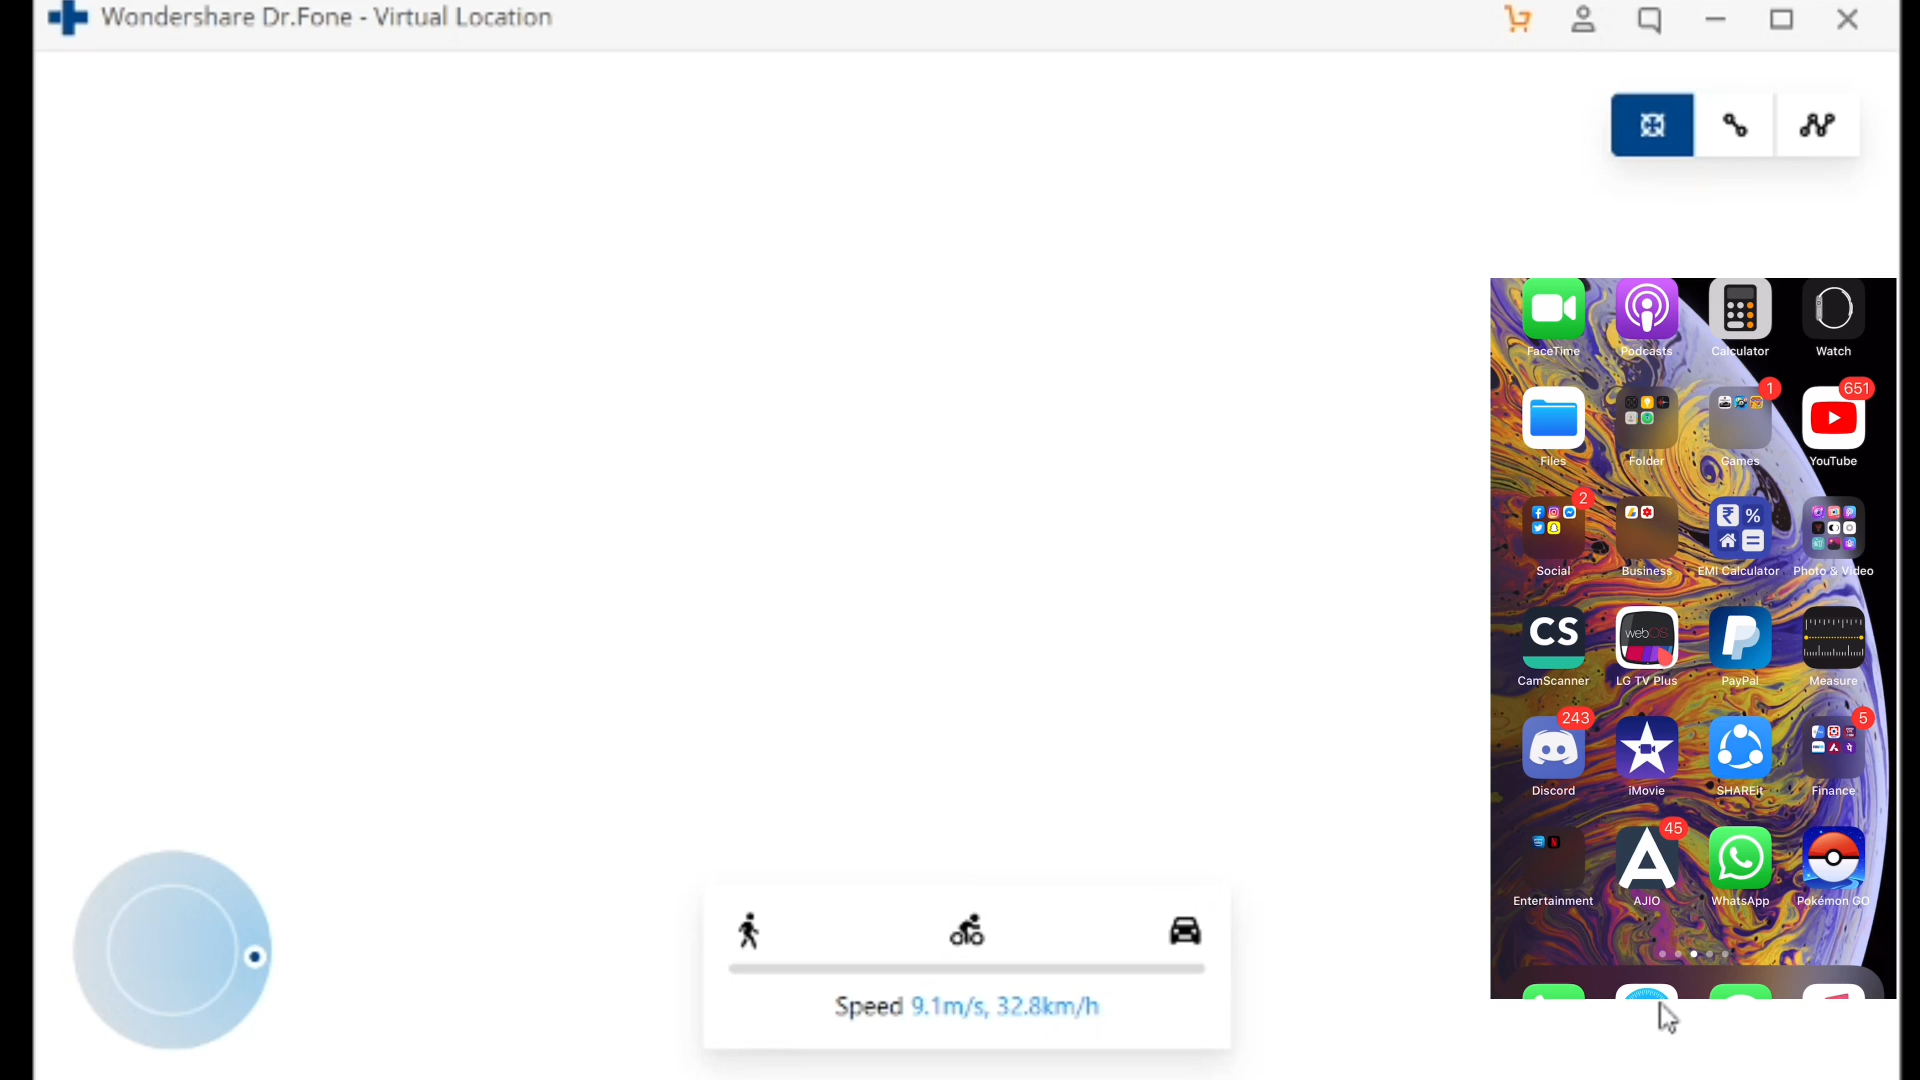 Wondershare Dr.Fone - Virtual Location
FaceTime Podcasts Calculator Watch
1 651
Files Folder Games YouTube
2
₹ %
Social Business EMI Calculator Photo & Video
CS webOS
CamScanner LG TV Plus PayPal Measure
243 5
Discord iMovie SHAREit Finance
45
Entertainment AJIO WhatsApp Pokémon GO
Speed 9.1m/s, 32.8km/h